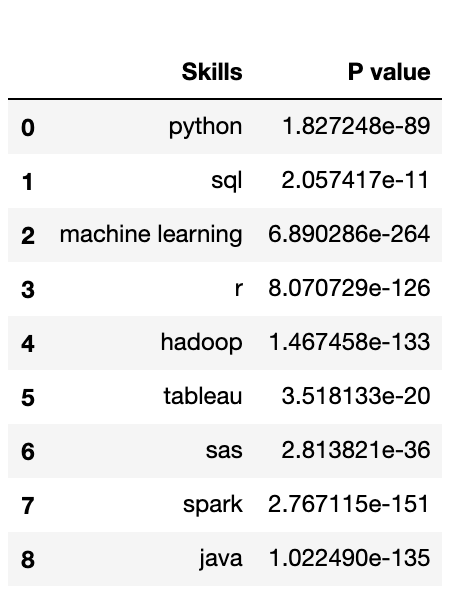 Skills P value
0 python 1.827248e-89
1 sql 2.057417e-11
2 machine learning 6.890286e-264
3 r 8.070729e-126
4 hadoop 1.467458e-133
5 tableau 3.518133e-20
6 sas 2.813821e-36
7 spark 2.767115e-151
8 java 1.022490e-135